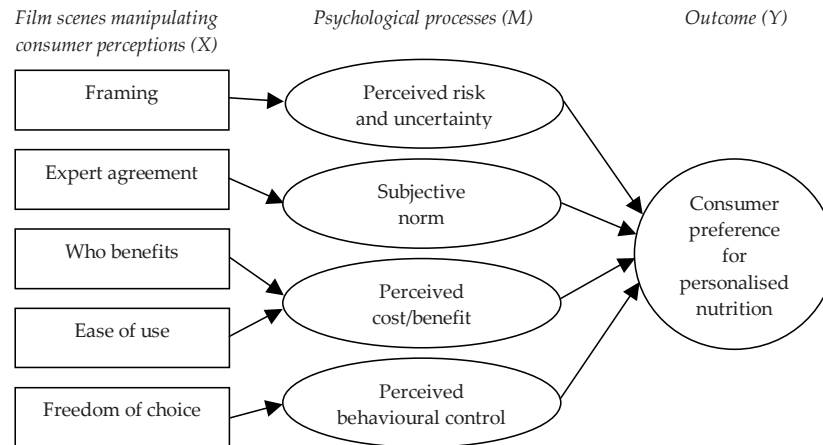 Film scenes manipulating
consumer perceptions (X)
Psychological processes (M)
Outcome (Y)
Framing
Expert agreement
Who benefits
Ease of use
Freedom of choice
Perceived risk
and uncertainty
Subjective
norm
Perceived
cost/benefit
Perceived
behavioural control
Consumer
preference
for
personalised
nutrition